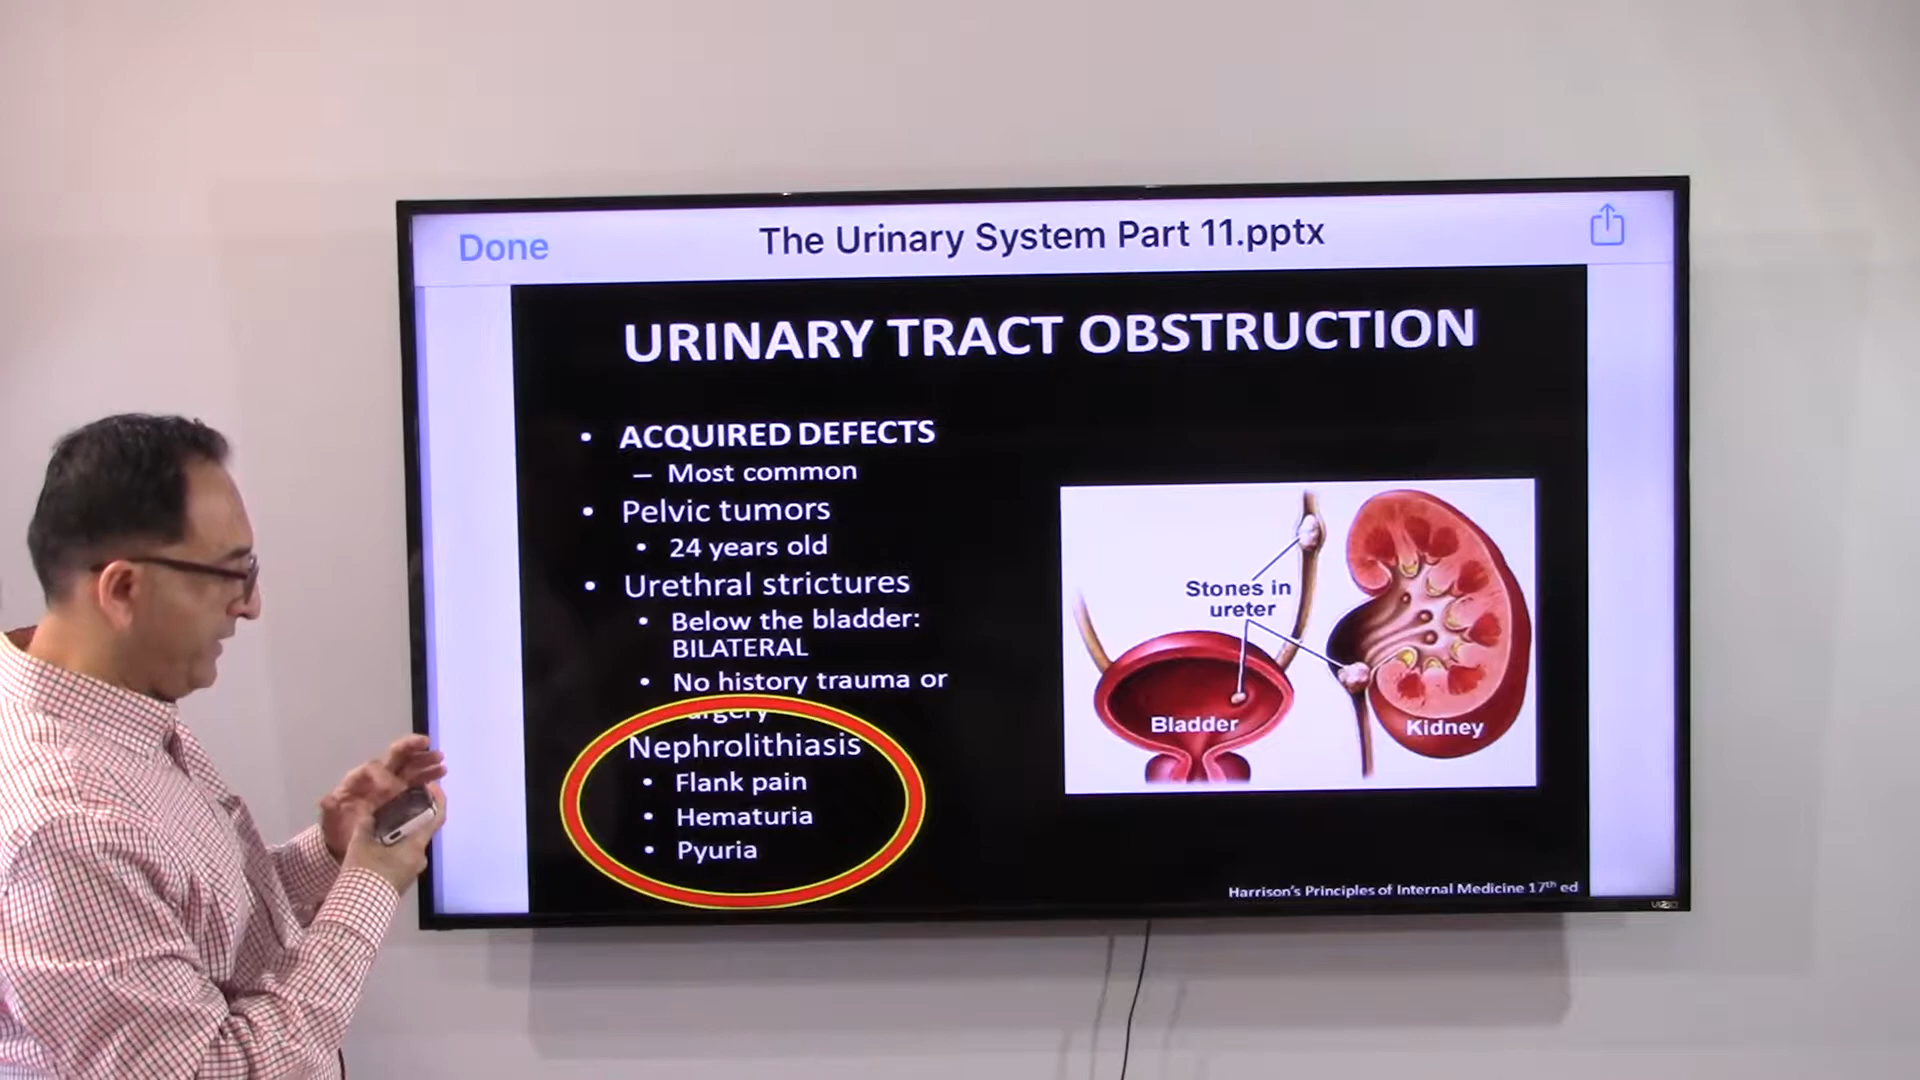 Done
The Urinary System Part 11.pptx
URINARY TRACT OBSTRUCTION
• ACQUIRED DEFECTS
– Most common
• Pelvic tumors
• 24 years old
• Urethral strictures
• Below the bladder:
BILATERAL
• No history trauma or
Nephrolithiasis
• Flank pain
• Hematuria
• Pyuria
Stones in
ureter
Bladder
Kidney
Harrison's Principles of Internal Medicine 17th ed
VIZIO